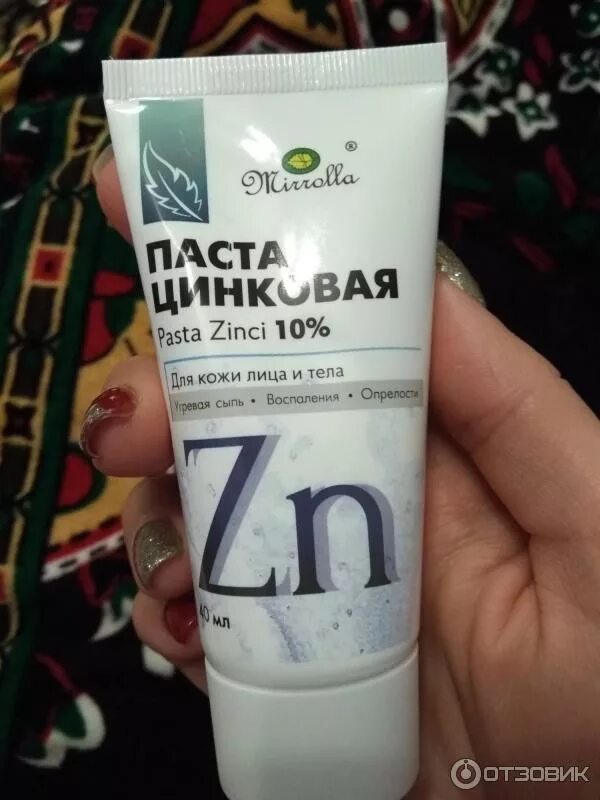 Mirrolla ®
ПАСТА
ЦИНКОВАЯ
Pasta Zinci 10%
Для кожи лица и тела
Угревая сыпь • Воспаления • Опрелости
Zn
40 мл
ОТЗОВИК